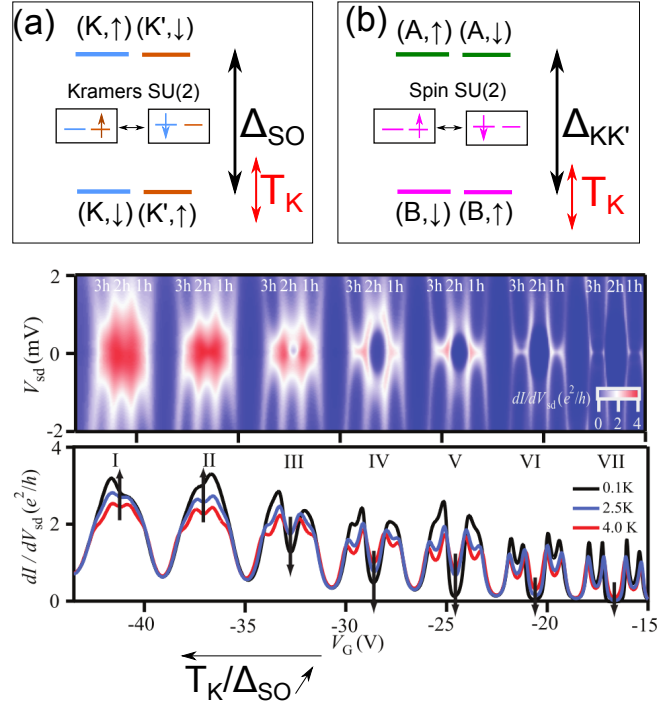 (a)
(K,↑) (K',↓)
Kramers SU(2)
Δ_SO
T_K
(K,↓) (K',↑)
(b)
(A,↑) (A,↓)
Spin SU(2)
Δ_KK'
T_K
(B,↓) (B,↑)
2
0
-2
V_sd (mV)
3h 2h 1h
3h 2h 1h
3h 2h 1h
3h 2h 1h
3h 2h 1h
3h 2h 1h
3h 2h 1h
dI/dV_sd (e²/h)
0 2 4
I II III IV V VI VII
4
2
0
dI / dV_sd (e²/h)
0.1K
2.5K
4.0 K
-40 -35 -30 -25 -20 -15
V_G (V)
T_K/Δ_SO